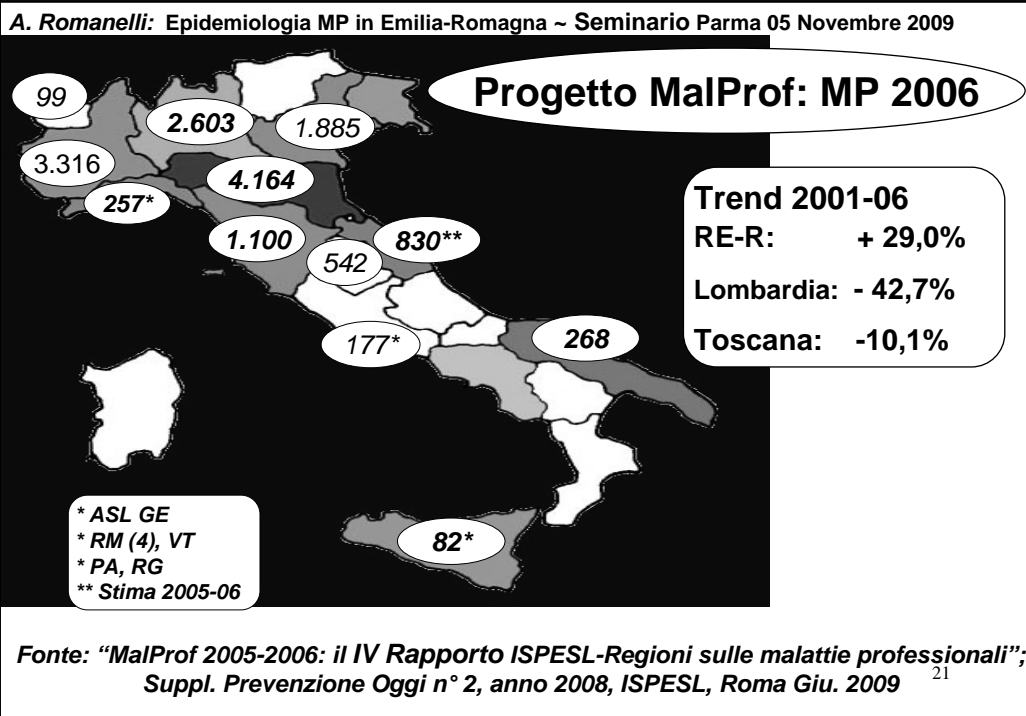 A. Romanelli: Epidemiologia MP in Emilia-Romagna ~ Seminario Parma 05 Novembre 2009
Progetto MalProf: MP 2006
99
2.603
1.885
3.316
4.164
257*
1.100
830**
542
177*
268
82*
Trend 2001-06
RE-R: + 29,0%
Lombardia: - 42,7%
Toscana: -10,1%
* ASL GE
* RM (4), VT
* PA, RG
** Stima 2005-06
Fonte: “MalProf 2005-2006: il IV Rapporto ISPESL-Regioni sulle malattie professionali”;
Suppl. Prevenzione Oggi n° 2, anno 2008, ISPESL, Roma Giu. 2009
21